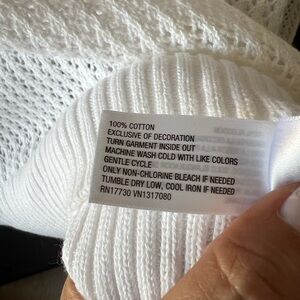 100% COTTON
EXCLUSIVE OF DECORATION
TURN GARMENT INSIDE OUT
MACHINE WASH COLD WITH LIKE COLORS
GENTLE CYCLE
ONLY NON-CHLORINE BLEACH IF NEEDED
TUMBLE DRY LOW, COOL IRON IF NEEDED
RN17730 VN1317080